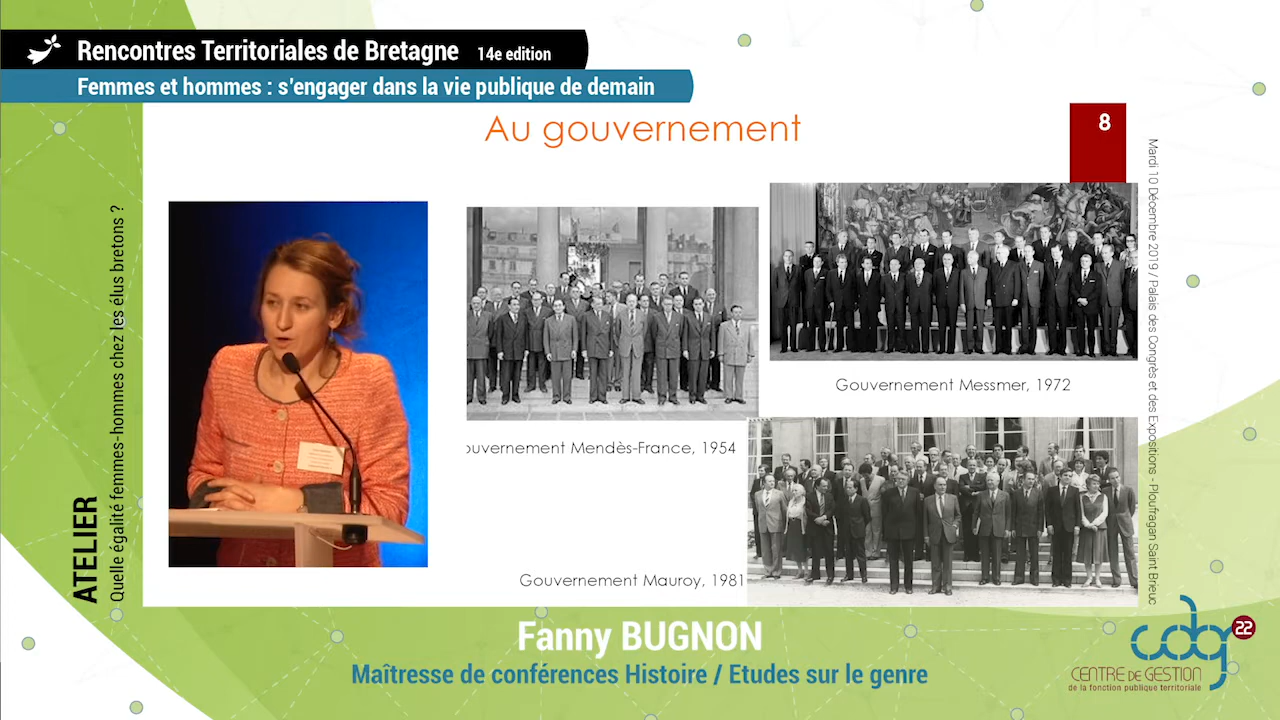 Rencontres Territoriales de Bretagne 14e edition
Femmes et hommes : s'engager dans la vie publique de demain
Au gouvernement
8
ATELIER
Quelle égalité femmes-hommes chez les élus bretons ?
Mardi 10 Décembre 2019 / Palais des Congrès et des Expositions - Ploufragan Saint Brieuc
Gouvernement Messmer, 1972
ouvernement Mendès-France, 1954
Gouvernement Mauroy, 1981
Fanny BUGNON
Maîtresse de conférences Histoire / Etudes sur le genre
cdg 22
CENTRE DE GESTION
de la fonction publique territoriale